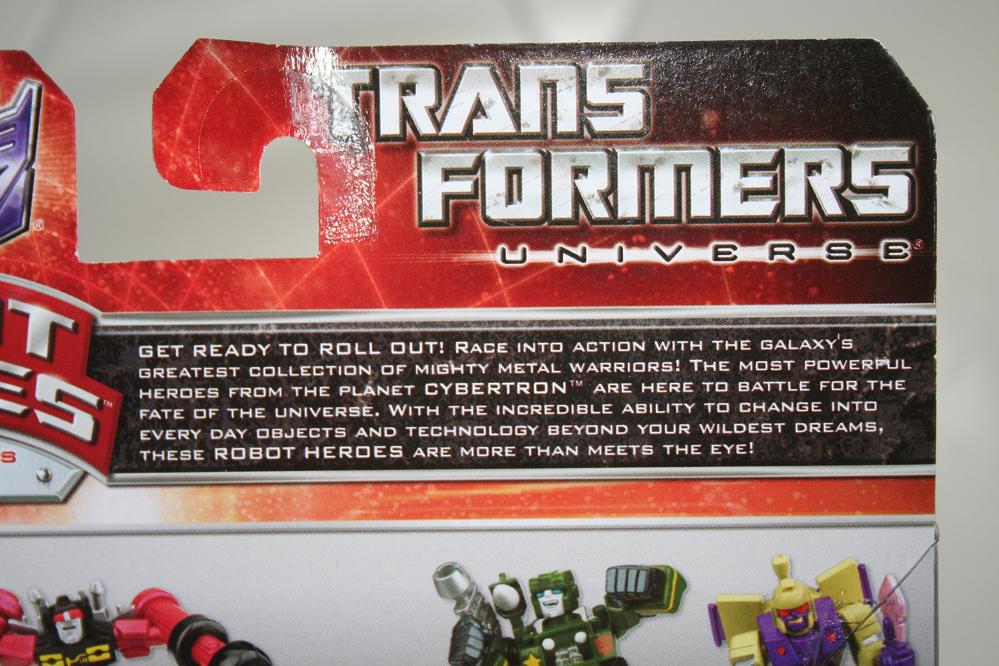 TRANS
FORMERS
UNIVERSE®
®
T
ES™
S
GET READY TO ROLL OUT! RACE INTO ACTION WITH THE GALAXY'S
GREATEST COLLECTION OF MIGHTY METAL WARRIORS! THE MOST POWERFUL
HEROES FROM THE PLANET CYBERTRON™ ARE HERE TO BATTLE FOR THE
FATE OF THE UNIVERSE. WITH THE INCREDIBLE ABILITY TO CHANGE INTO
EVERY DAY OBJECTS AND TECHNOLOGY BEYOND YOUR WILDEST DREAMS,
THESE ROBOT HEROES ARE MORE THAN MEETS THE EYE!